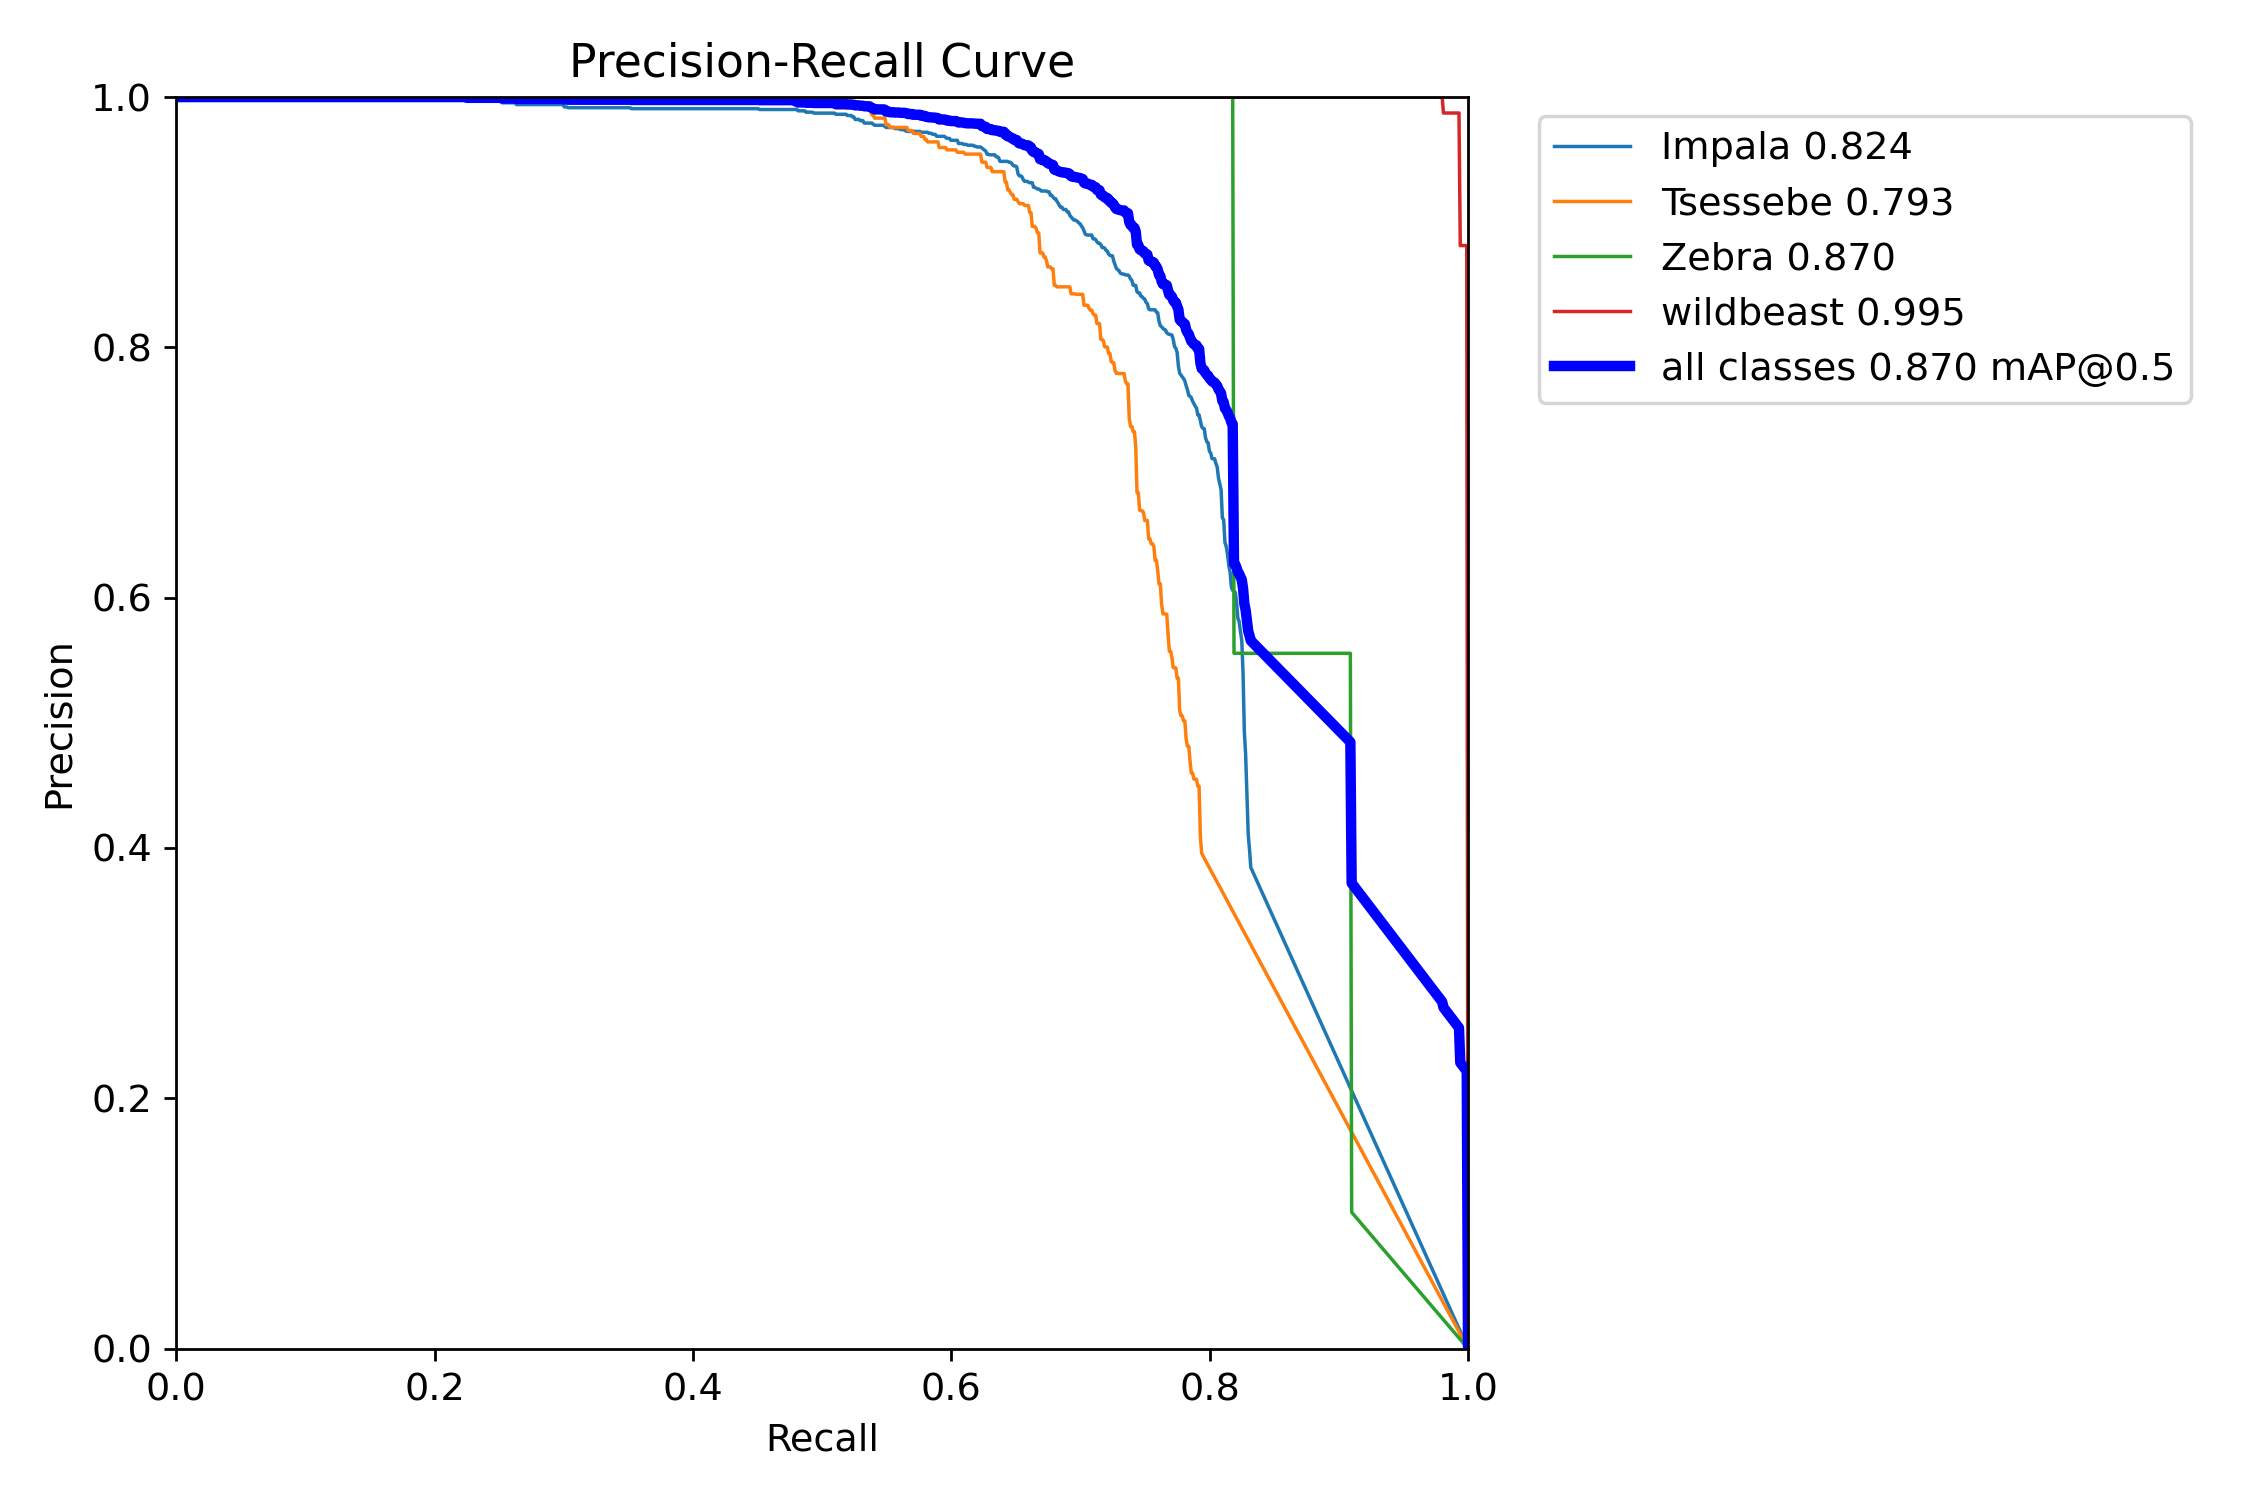 Precision-Recall Curve
1.0
0.8
0.6
0.4
0.2
0.0
Precision
0.0 0.2 0.4 0.6 0.8 1.0
Recall
Impala 0.824
Tsessebe 0.793
Zebra 0.870
wildbeast 0.995
all classes 0.870 mAP@0.5